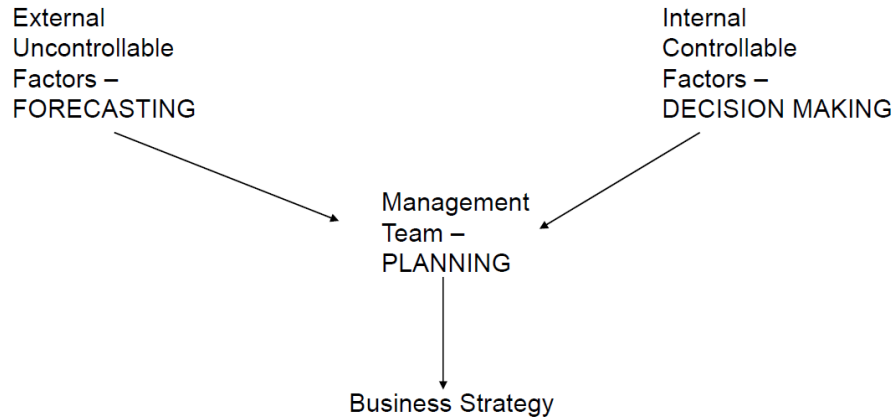 External
Uncontrollable
Factors –
FORECASTING
Internal
Controllable
Factors –
DECISION MAKING
Management
Team –
PLANNING
Business Strategy